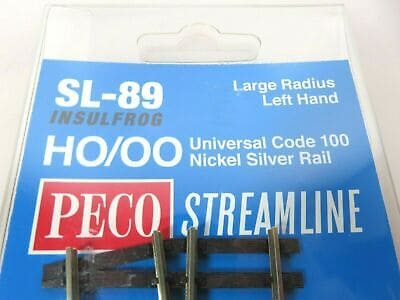 SL-89
INSULFROG
Large Radius
Left Hand
HO/OO
Universal Code 100
Nickel Silver Rail
PECO STREAMLINE